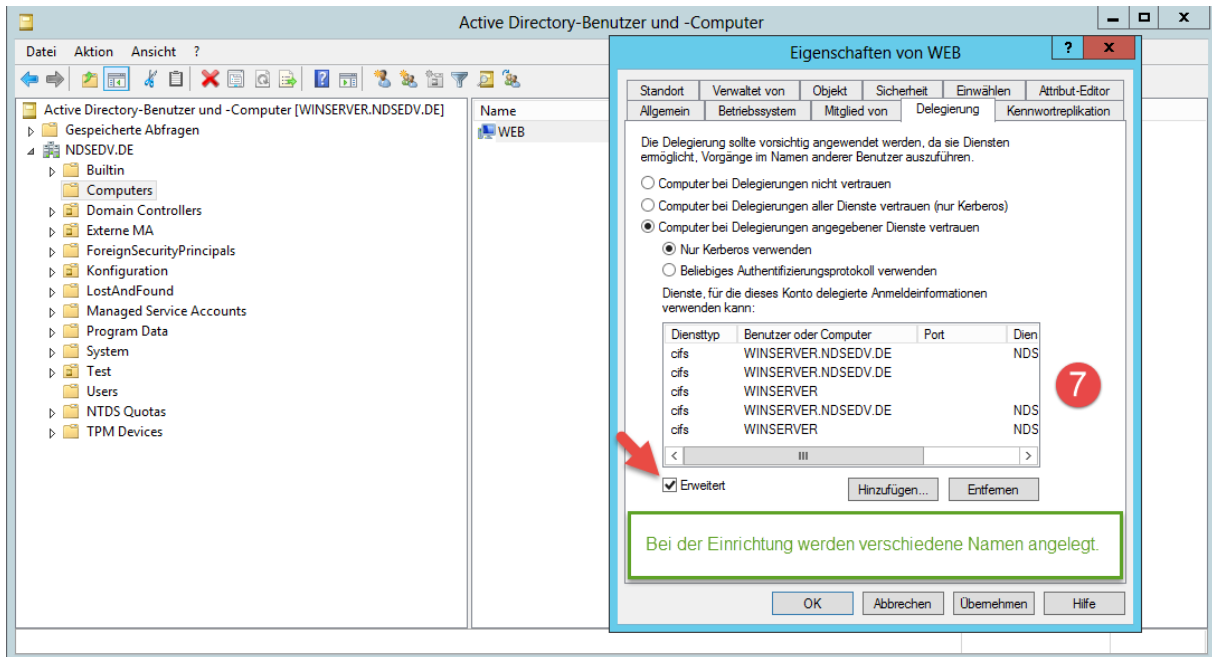 Active Directory-Benutzer und -Computer
Datei Aktion Ansicht ?
Active Directory-Benutzer und -Computer [WINSERVER.NDSEDV.DE]
Gespeicherte Abfragen
NDSEDV.DE
Builtin
Computers
Domain Controllers
Externe MA
ForeignSecurityPrincipals
Konfiguration
LostAndFound
Managed Service Accounts
Program Data
System
Test
Users
NTDS Quotas
TPM Devices
Name
WEB
Eigenschaften von WEB
? x
Standort Verwaltet von Objekt Sicherheit Einwählen Attribut-Editor
Allgemein Betriebssystem Mitglied von Delegierung Kennwortreplikation
Die Delegierung sollte vorsichtig angewendet werden, da sie Diensten
ermöglicht, Vorgänge im Namen anderer Benutzer auszuführen.
Computer bei Delegierungen nicht vertrauen
Computer bei Delegierungen aller Dienste vertrauen (nur Kerberos)
Computer bei Delegierungen angegebener Dienste vertrauen
Nur Kerberos verwenden
Beliebiges Authentifizierungsprotokoll verwenden
Dienste, für die dieses Konto delegierte Anmeldeinformationen
verwenden kann:
Diensttyp Benutzer oder Computer Port Dien
cifs WINSERVER.NDSEDV.DE NDS
cifs WINSERVER.NDSEDV.DE
cifs WINSERVER
cifs WINSERVER.NDSEDV.DE NDS
cifs WINSERVER NDS
7
Erweitert
Hinzufügen... Entfernen
Bei der Einrichtung werden verschiedene Namen angelegt.
OK Abbrechen Übernehmen Hilfe